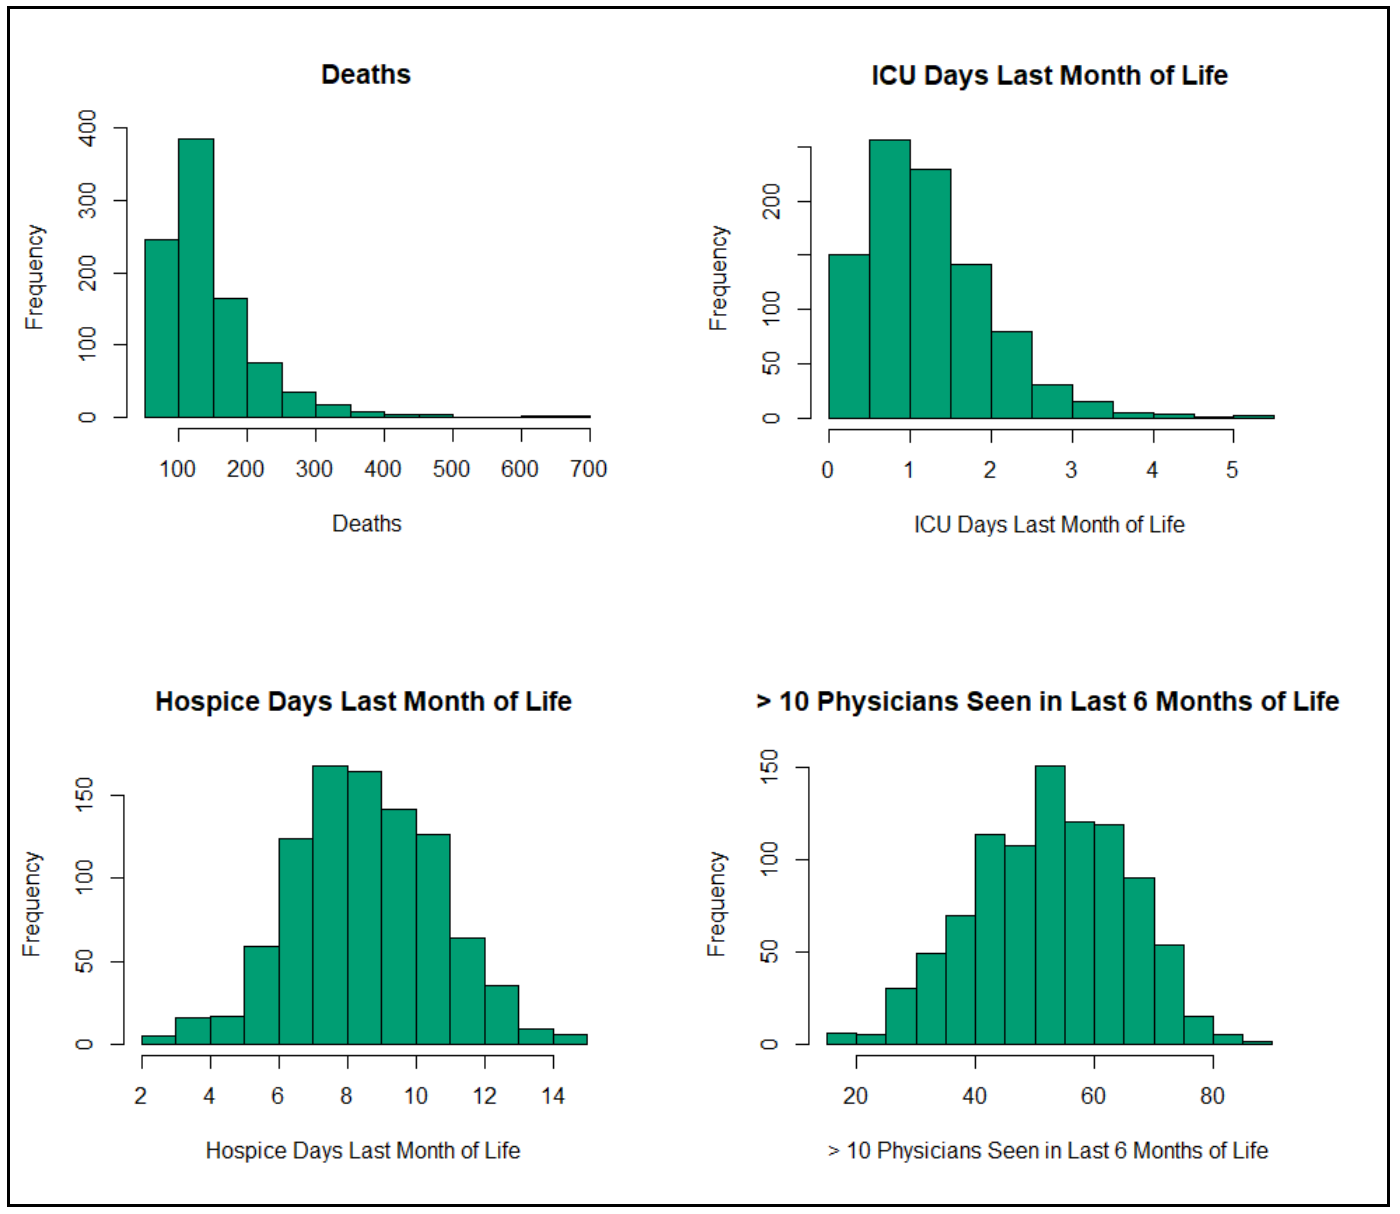 Deaths
Frequency
0
100
200
300
400
100 200 300 400 500 600 700
Deaths
ICU Days Last Month of Life
Frequency
0
50
100
200
0 1 2 3 4 5
ICU Days Last Month of Life
Hospice Days Last Month of Life
Frequency
0
50
100
150
2 4 6 8 10 12 14
Hospice Days Last Month of Life
> 10 Physicians Seen in Last 6 Months of Life
Frequency
0
50
100
150
20 40 60 80
> 10 Physicians Seen in Last 6 Months of Life